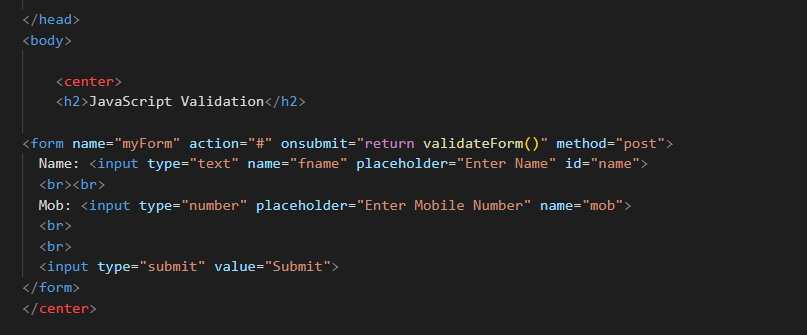 </head>
<body>
<center>
<h2>JavaScript Validation</h2>
<form name="myForm" action="#" onsubmit="return validateForm()" method="post">
Name: <input type="text" name="fname" placeholder="Enter Name" id="name">
<br><br>
Mob: <input type="number" placeholder="Enter Mobile Number" name="mob">
<br>
<br>
<input type="submit" value="Submit">
</form>
</center>